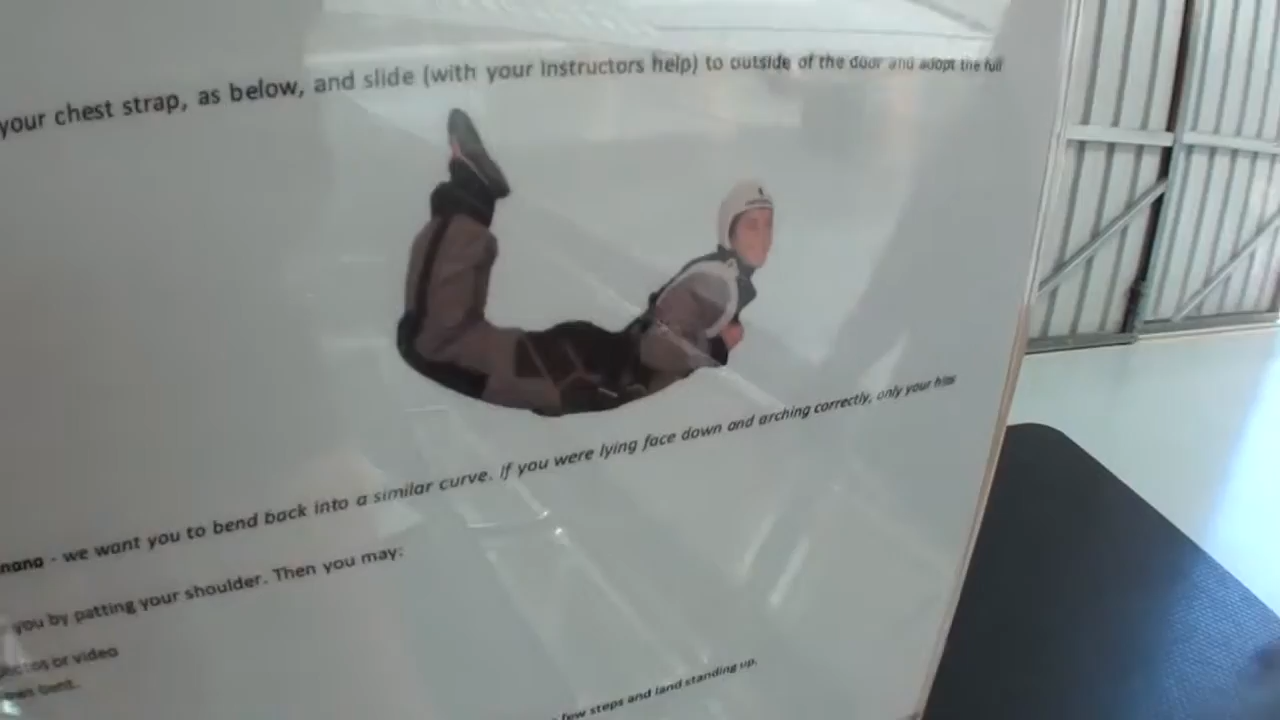 your chest strap, as below, and slide (with your Instructors help) to outside of the door and adopt the full
nana - we want you to bend back into a similar curve. If you were lying face down and arching correctly, only your hips
you by patting your shoulder. Then you may:
or video
few steps and land standing up.